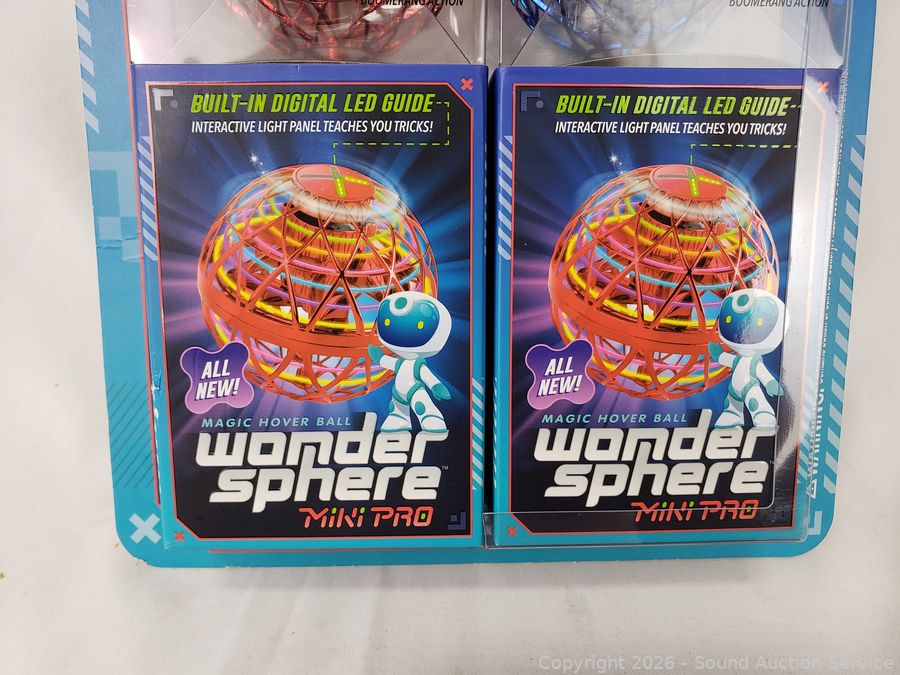 BOOMERANG ACTION
BUILT-IN DIGITAL LED GUIDE
INTERACTIVE LIGHT PANEL TEACHES YOU TRICKS!
ALL
NEW!
MAGIC HOVER BALL
wonder
sphere™
MINI PRO
BOOMERANG ACTION
BUILT-IN DIGITAL LED GUIDE
INTERACTIVE LIGHT PANEL TEACHES YOU TRICKS!
ALL
NEW!
MAGIC HOVER BALL
wonder
sphere
MINI PRO
WARNING!
Copyright 2026 - Sound Auction Service